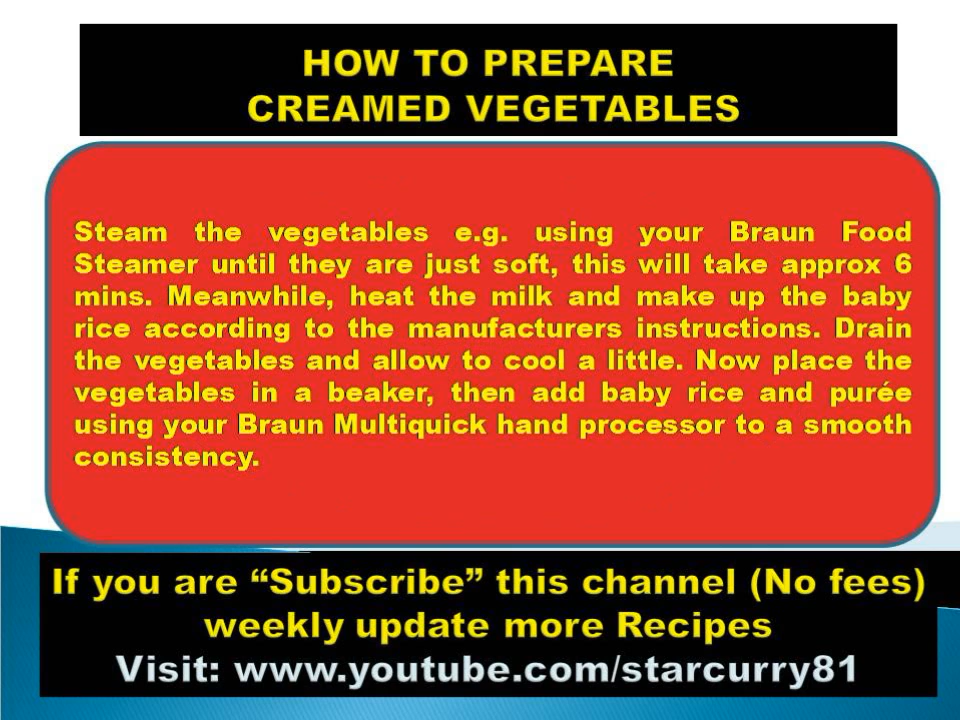 HOW TO PREPARE
CREAMED VEGETABLES
Steam the vegetables e.g. using your Braun Food
Steamer until they are just soft, this will take approx 6
mins. Meanwhile, heat the milk and make up the baby
rice according to the manufacturers instructions. Drain
the vegetables and allow to cool a little. Now place the
vegetables in a beaker, then add baby rice and purée
using your Braun Multiquick hand processor to a smooth
consistency.
If you are “Subscribe” this channel (No fees)
weekly update more Recipes
Visit: www.youtube.com/starcurry81